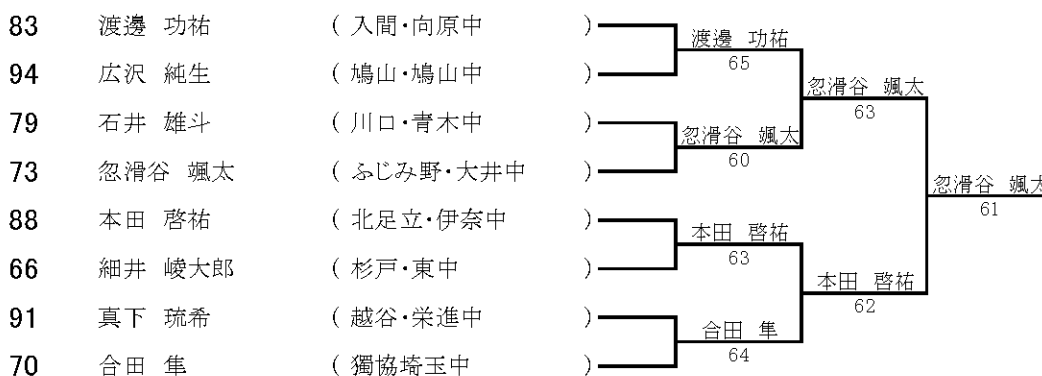 83 渡邊 功祐 ( 入間・向原中 )
渡邊 功祐
65
94 広沢 純生 ( 鳩山・鳩山中 )
忽滑谷 颯太
63
79 石井 雄斗 ( 川口・青木中 )
忽滑谷 颯太
60
73 忽滑谷 颯太 ( ふじみ野・大井中 )
忽滑谷 颯太
61
88 本田 啓祐 ( 北足立・伊奈中 )
本田 啓祐
63
66 細井 崚大郎 ( 杉戸・東中 )
本田 啓祐
62
91 真下 琉希 ( 越谷・栄進中 )
合田 隼
64
70 合田 隼 ( 獨協埼玉中 )